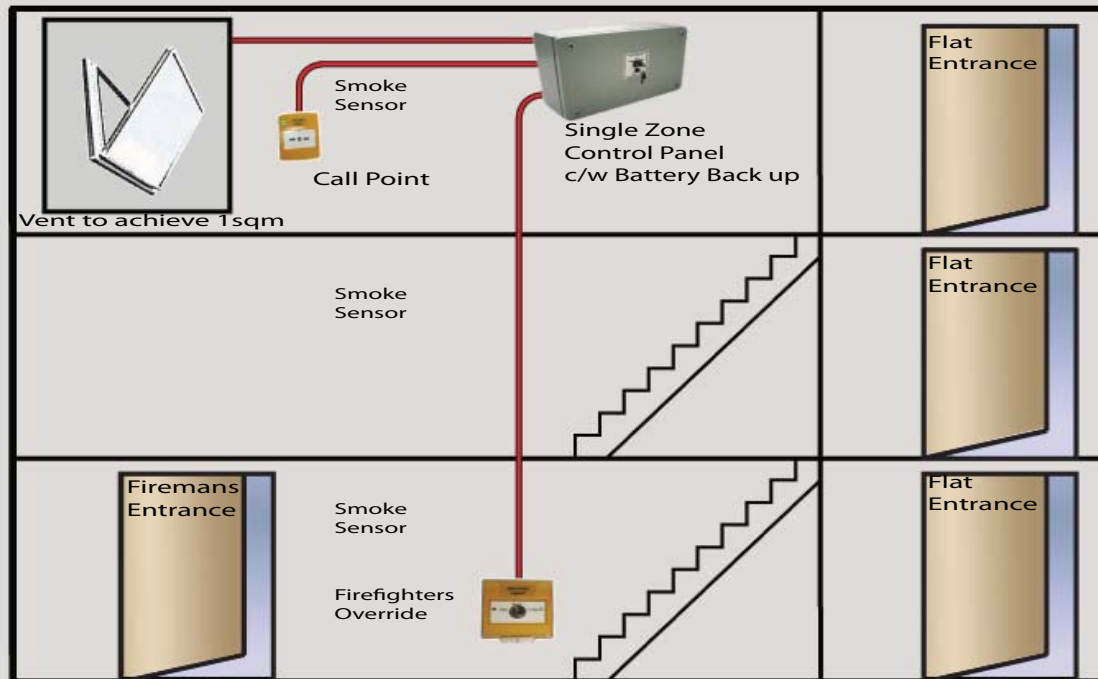 Flat
Entrance
Smoke
Sensor
Single Zone
Control Panel
c/w Battery Back up
Call Point
Vent to achieve 1sqm
Smoke
Sensor
Flat
Entrance
Firemans
Entrance
Smoke
Sensor
Flat
Entrance
Firefighters
Override